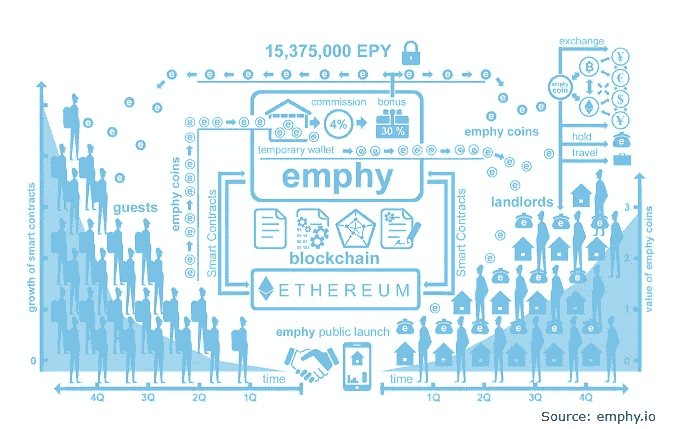 15,375,000 EPY
exchange
commission
bonus
4%
30 %
temporary wallet
emphy
emphy coins
emphy coin
hold
travel
guests
emphy coins
landlords
Smart Contracts
Smart Contracts
growth of smart contracts
value of emphy coins
blockchain
ETHEREUM
emphy public launch
3
2
1
0
0
time
time
4Q
3Q
2Q
1Q
1Q
2Q
3Q
4Q
Source: emphy.io